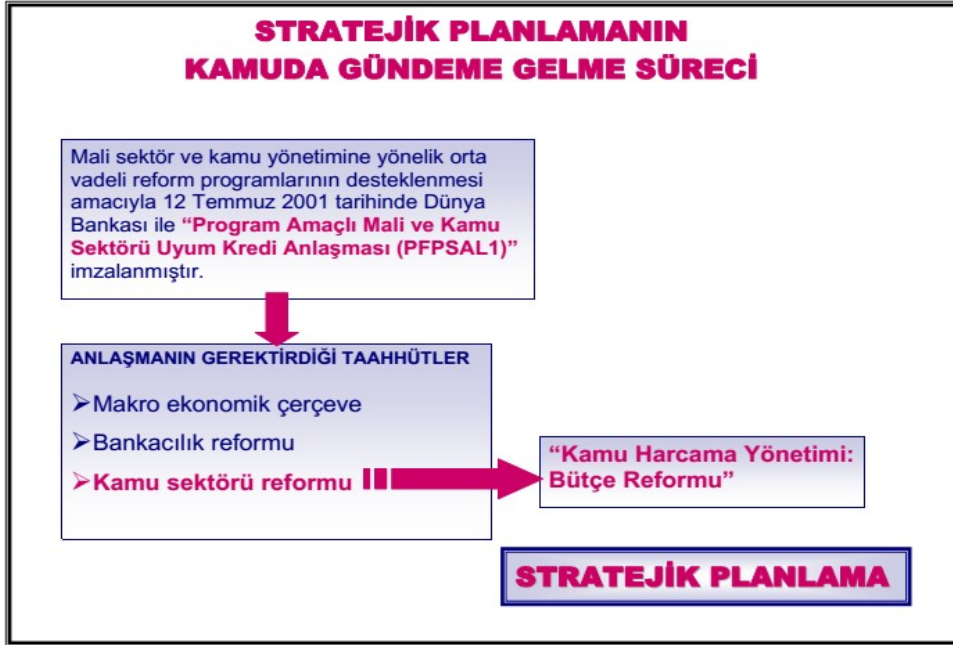 STRATEJİK PLANLAMANIN
KAMUDA GÜNDEME GELME SÜRECİ
Mali sektör ve kamu yönetimine yönelik orta
vadeli reform programlarının desteklenmesi
amacıyla 12 Temmuz 2001 tarihinde Dünya
Bankası ile “Program Amaçlı Mali ve Kamu
Sektörü Uyum Kredi Anlaşması (PFPSAL1)”
imzalanmıştır.
ANLAŞMANIN GEREKTİRDİĞİ TAAHHÜTLER
➢Makro ekonomik çerçeve
➢Bankacılık reformu
➢Kamu sektörü reformu
“Kamu Harcama Yönetimi:
Bütçe Reformu”
STRATEJİK PLANLAMA